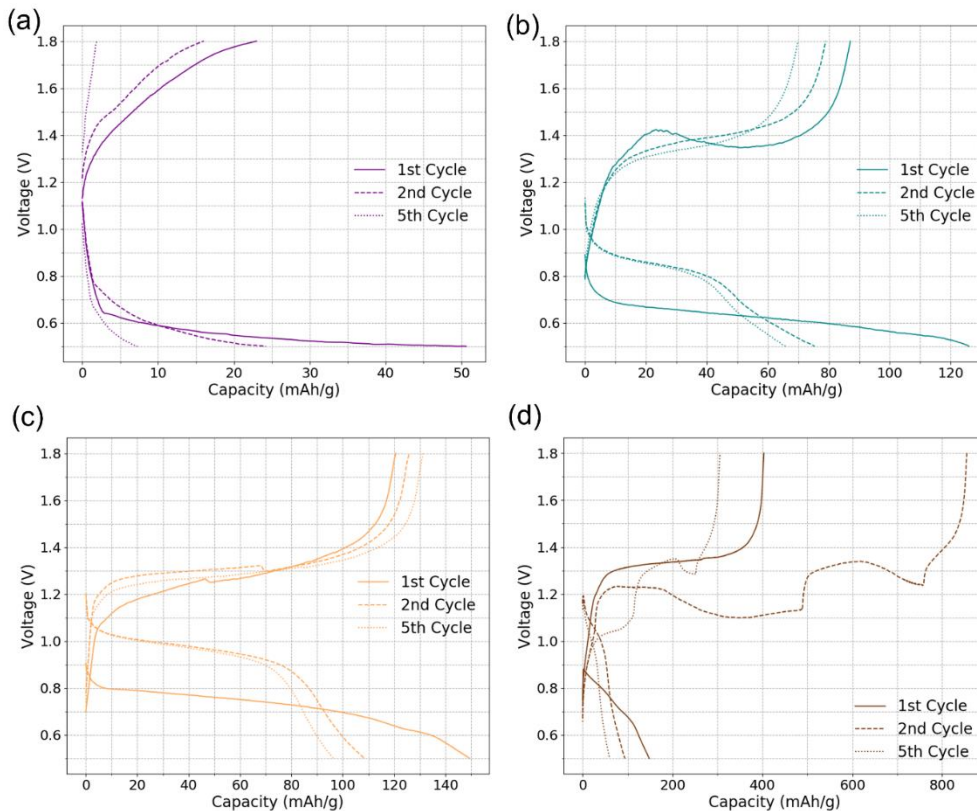 (a)
1.8
1.6
1.4
1.2
1.0
0.8
0.6
Voltage (V)
1st Cycle
2nd Cycle
5th Cycle
0 10 20 30 40 50
Capacity (mAh/g)
(b)
1.8
1.6
1.4
1.2
1.0
0.8
0.6
Voltage (V)
1st Cycle
2nd Cycle
5th Cycle
0 20 40 60 80 100 120
Capacity (mAh/g)
(c)
1.8
1.6
1.4
1.2
1.0
0.8
0.6
Voltage (V)
1st Cycle
2nd Cycle
5th Cycle
0 20 40 60 80 100 120 140
Capacity (mAh/g)
(d)
1.8
1.6
1.4
1.2
1.0
0.8
0.6
Voltage (V)
1st Cycle
2nd Cycle
5th Cycle
0 200 400 600 800
Capacity (mAh/g)